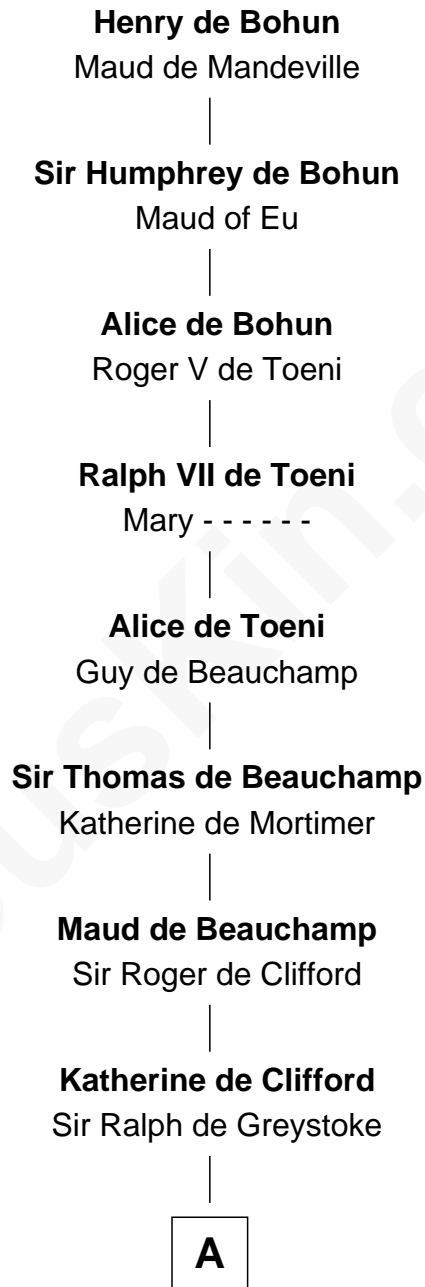 Henry de Bohun
Maud de Mandeville
Sir Humphrey de Bohun
Maud of Eu
Alice de Bohun
Roger V de Toeni
Ralph VII de Toeni
Mary - - - - - -
Alice de Toeni
Guy de Beauchamp
Sir Thomas de Beauchamp
Katherine de Mortimer
Maud de Beauchamp
Sir Roger de Clifford
Katherine de Clifford
Sir Ralph de Greystoke
A